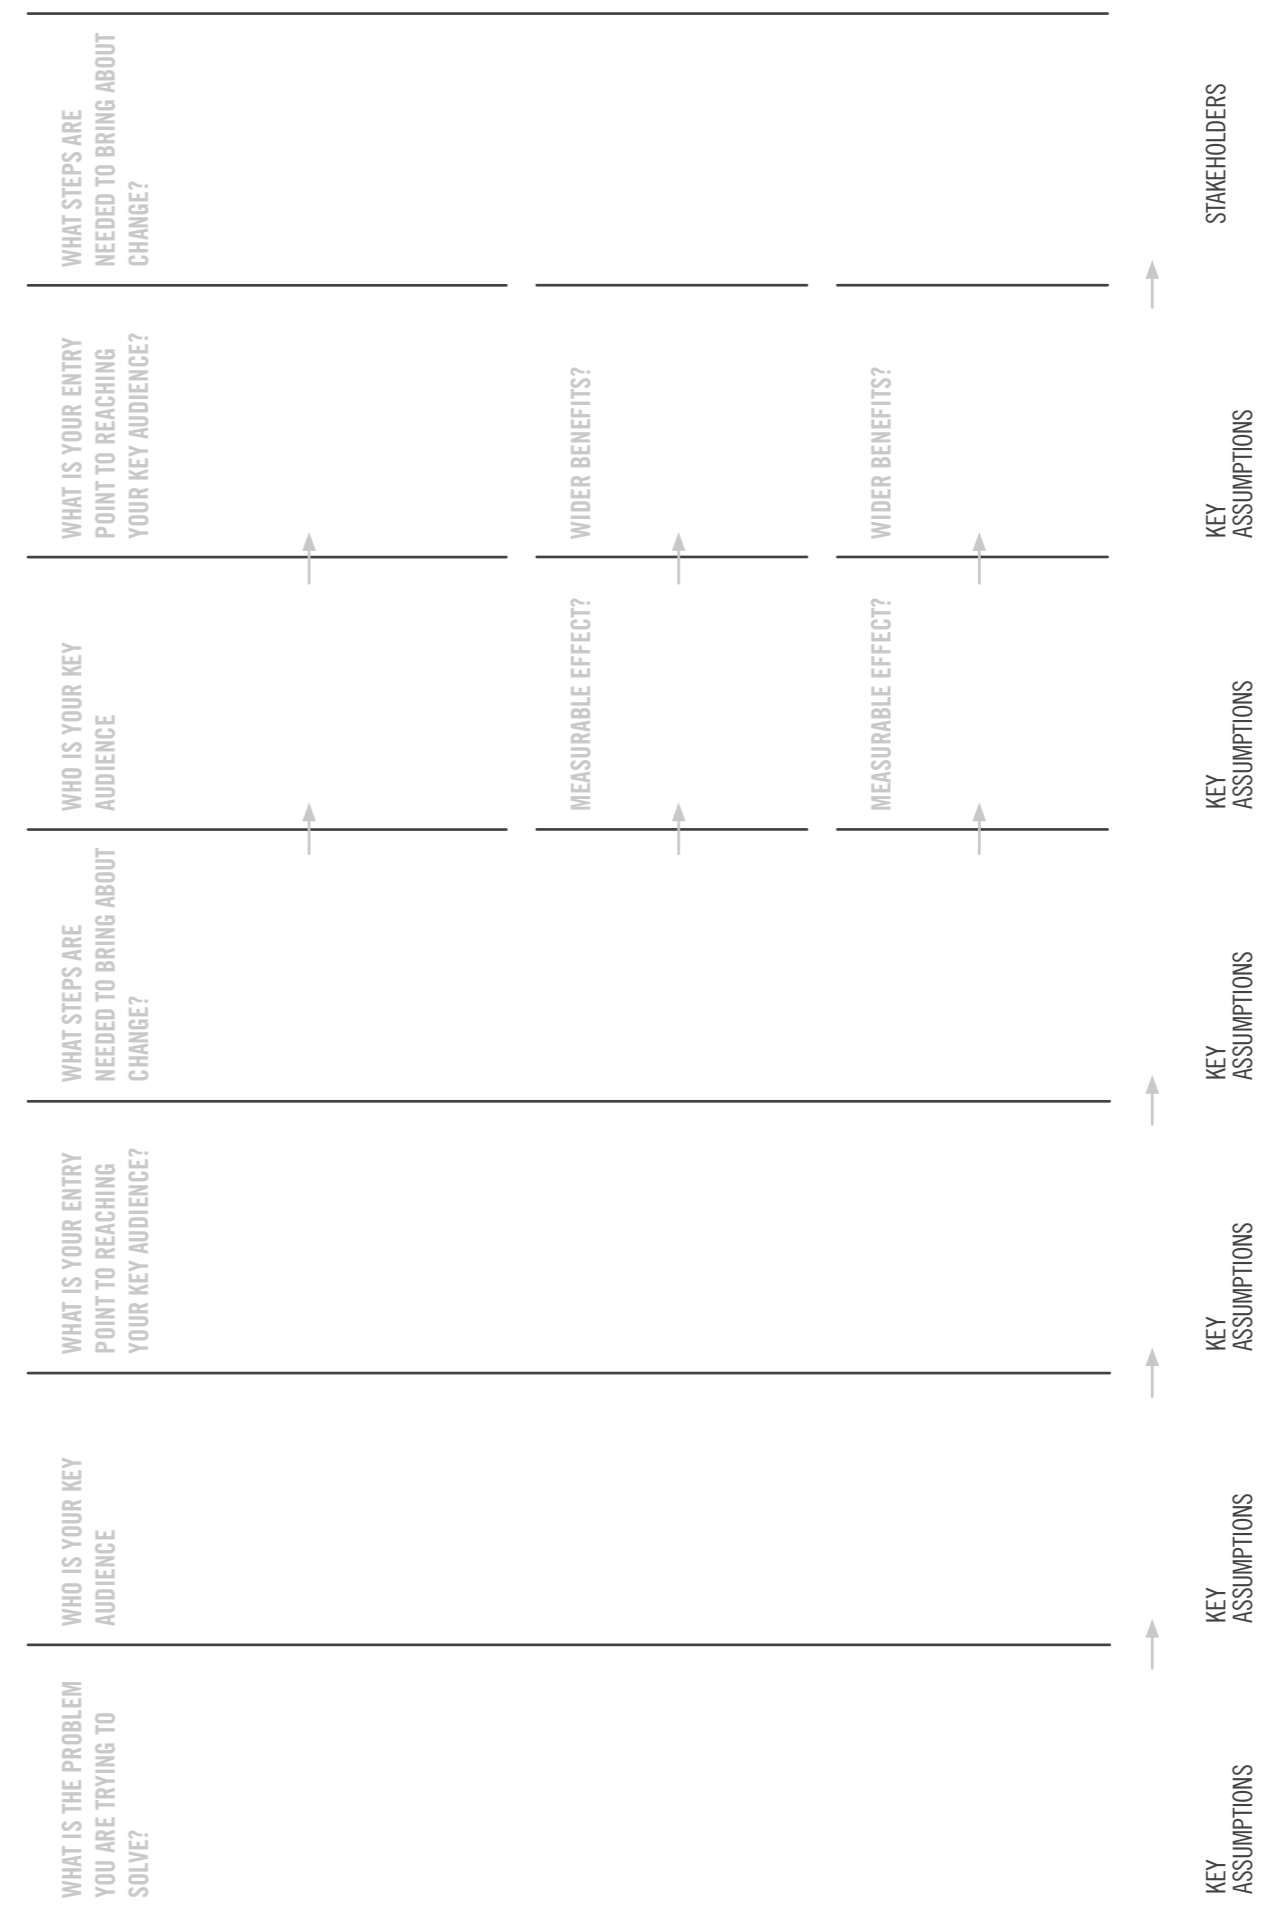 WHAT IS THE PROBLEM
YOU ARE TRYING TO
SOLVE?
WHO IS YOUR KEY
AUDIENCE
WHAT IS YOUR ENTRY
POINT TO REACHING
YOUR KEY AUDIENCE?
WHAT STEPS ARE
NEEDED TO BRING ABOUT
CHANGE?
WHO IS YOUR KEY
AUDIENCE
WHAT IS YOUR ENTRY
POINT TO REACHING
YOUR KEY AUDIENCE?
WHAT STEPS ARE
NEEDED TO BRING ABOUT
CHANGE?
MEASURABLE EFFECT?
WIDER BENEFITS?
MEASURABLE EFFECT?
WIDER BENEFITS?
KEY
ASSUMPTIONS
KEY
ASSUMPTIONS
KEY
ASSUMPTIONS
KEY
ASSUMPTIONS
KEY
ASSUMPTIONS
KEY
ASSUMPTIONS
STAKEHOLDERS